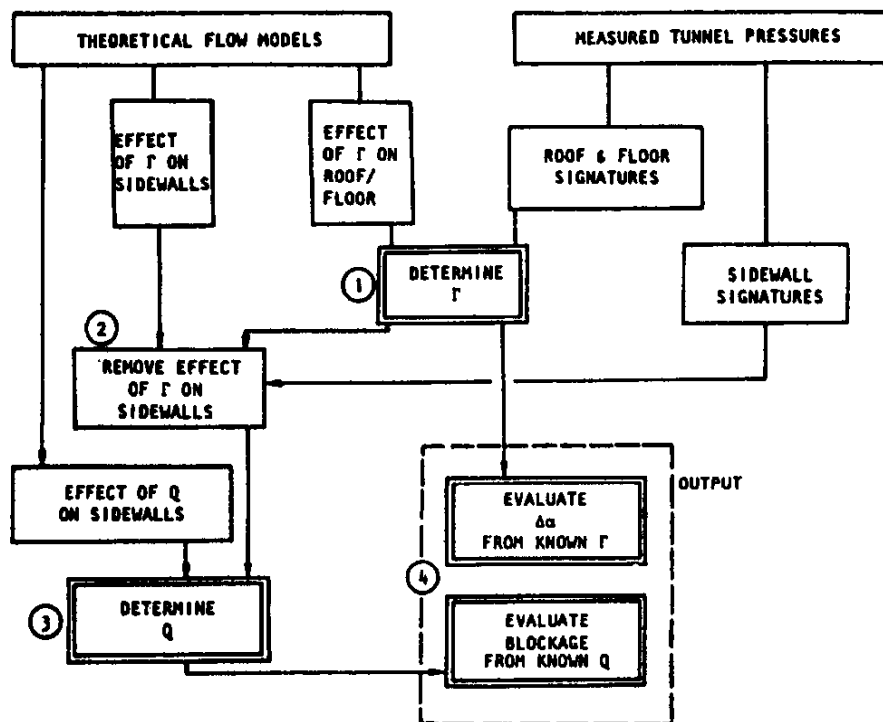 THEORETICAL FLOW MODELS
MEASURED TUNNEL PRESSURES
EFFECT
OF Γ ON
SIDEWALLS
EFFECT
OF Γ ON
ROOF/
FLOOR
ROOF & FLOOR
SIGNATURES
1
DETERMINE
Γ
SIDEWALL
SIGNATURES
2
REMOVE EFFECT
OF Γ ON
SIDEWALLS
EFFECT OF Q
ON SIDEWALLS
OUTPUT
EVALUATE
Δα
FROM KNOWN Γ
4
3
DETERMINE
Q
EVALUATE
BLOCKAGE
FROM KNOWN Q